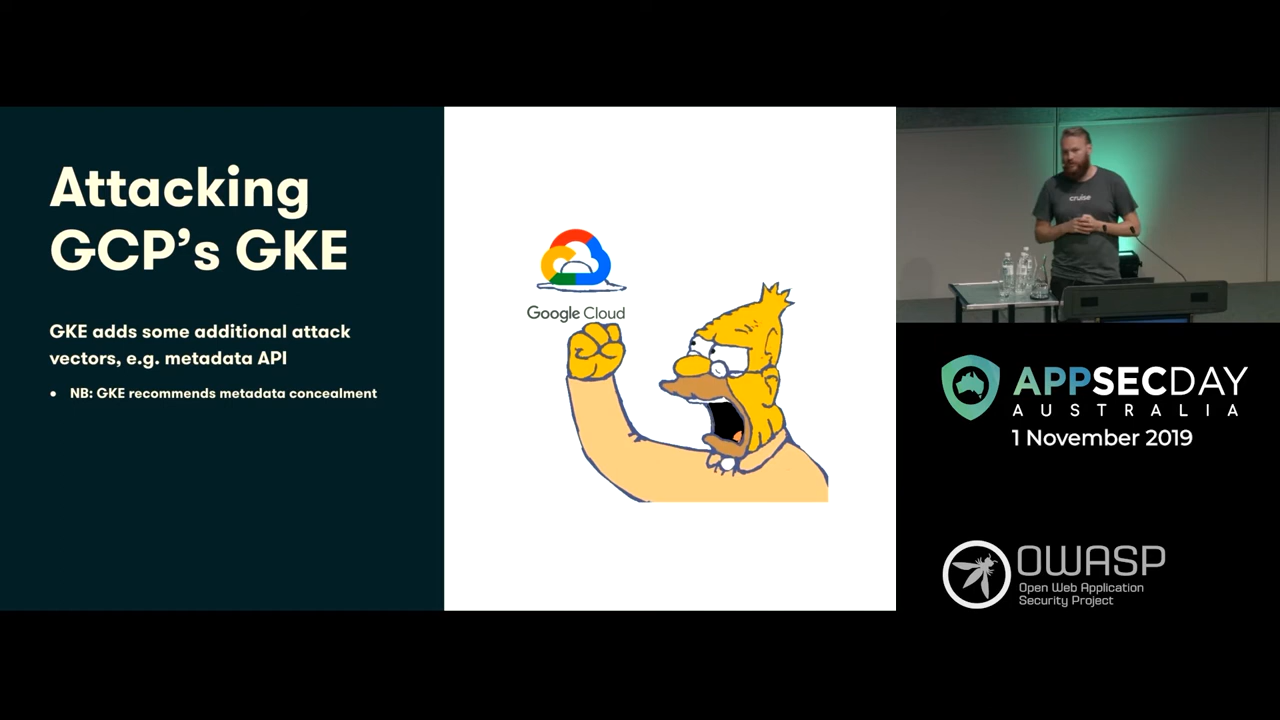 Attacking
GCP’s GKE
GKE adds some additional attack
vectors, e.g. metadata API
• NB: GKE recommends metadata concealment
Google Cloud
cruise
APPSECDAY
AUSTRALIA
1 November 2019
OWASP
Open Web Application
Security Project